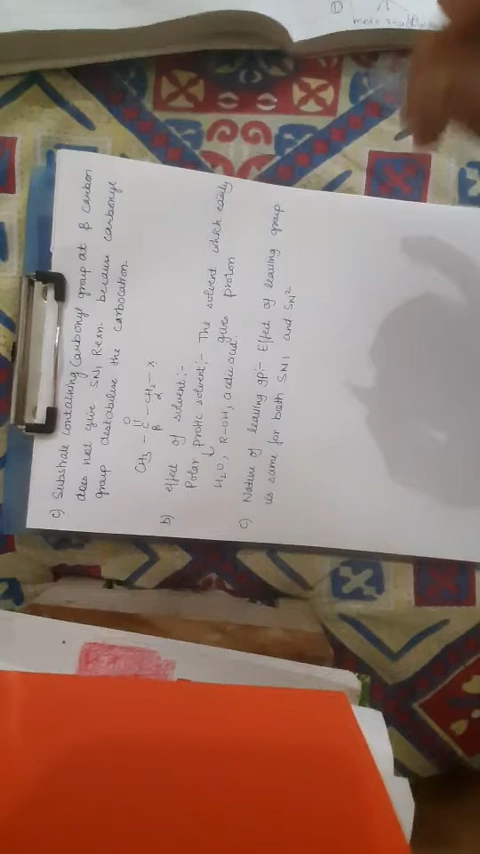 c) Substrate containing Carbonyl group at β carbon
does not give SN1 Rexn. because carbonyl
group destabilise the carbocation.
O
CH3 - C - CH2 - X
β α
b) effect of solvent:-
Polar protic solvent:- The solvent which easily
H2O, R-OH, acetic acid. gives proton
c) Nature of leaving gp:- Effect of leaving group
is same for both SN1 and SN2